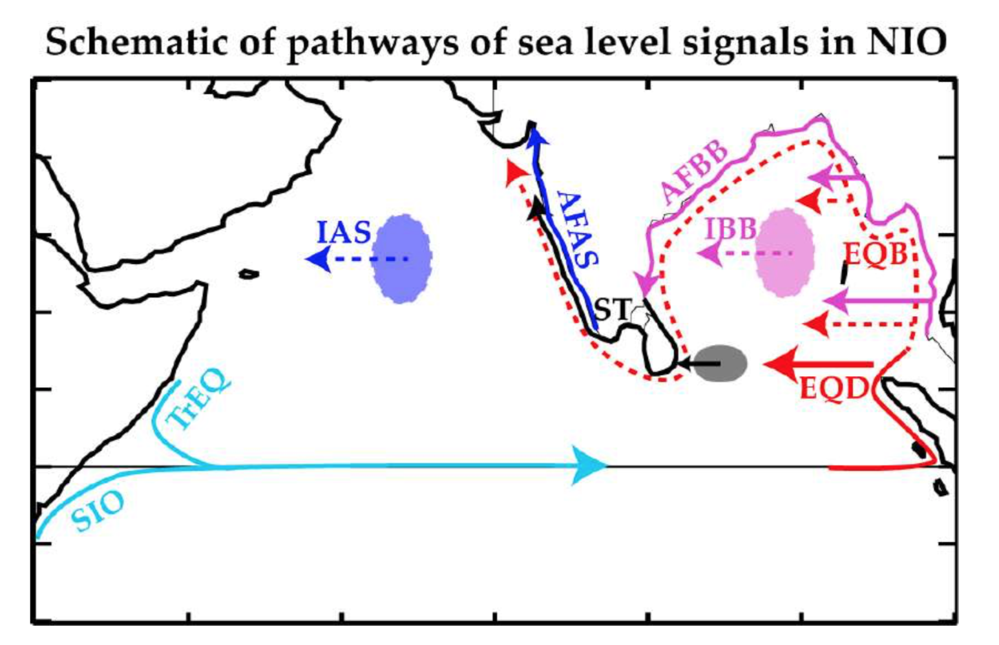 Schematic of pathways of sea level signals in NIO
AFBB
IAS
AFAS
IBB
EQB
ST
EQD
TrEQ
SIO